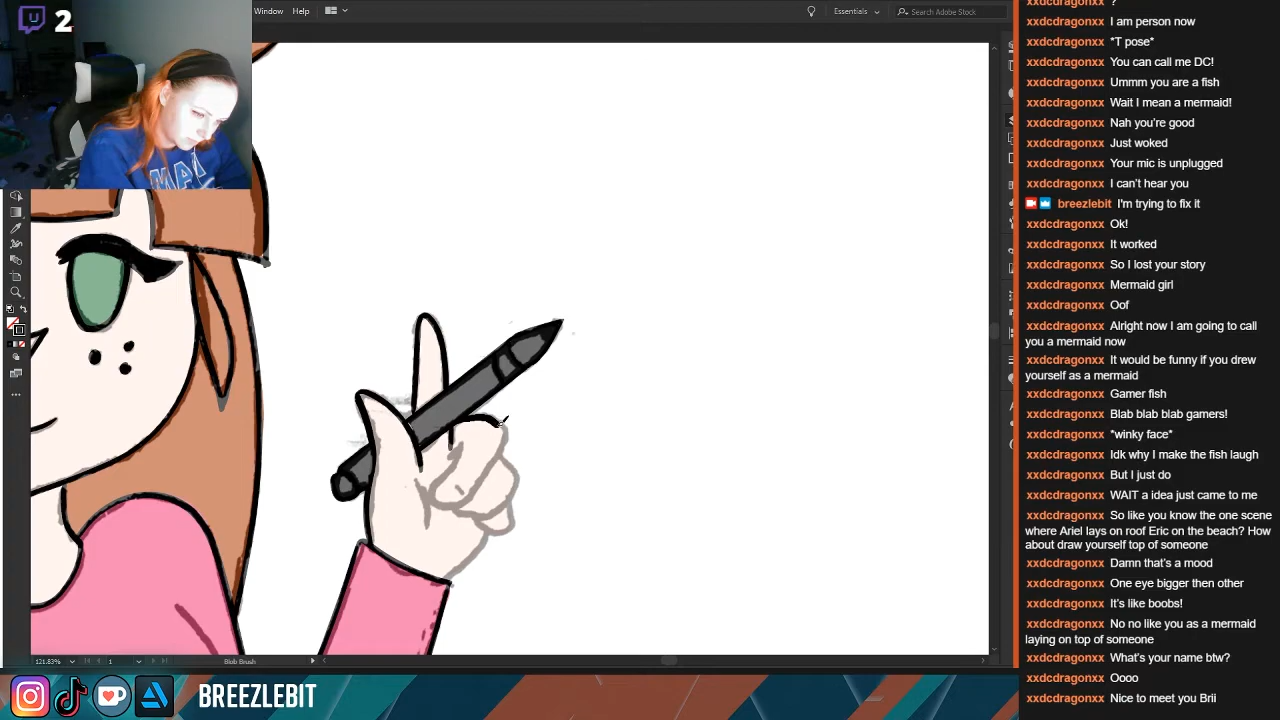 2
Window Help
Essentials
Search Adobe Stock
xxdcdragonxx ?
xxdcdragonxx I am person now
xxdcdragonxx *T pose*
xxdcdragonxx You can call me DC!
xxdcdragonxx Ummm you are a fish
xxdcdragonxx Wait I mean a mermaid!
xxdcdragonxx Nah you're good
xxdcdragonxx Just woked
xxdcdragonxx Your mic is unplugged
xxdcdragonxx I can't hear you
breezlebit I'm trying to fix it
xxdcdragonxx Ok!
xxdcdragonxx It worked
xxdcdragonxx So I lost your story
xxdcdragonxx Mermaid girl
xxdcdragonxx Oof
xxdcdragonxx Alright now I am going to call
you a mermaid now
xxdcdragonxx It would be funny if you drew
yourself as a mermaid
xxdcdragonxx Gamer fish
xxdcdragonxx Blab blab blab gamers!
xxdcdragonxx *winky face*
xxdcdragonxx Idk why I make the fish laugh
xxdcdragonxx But I just do
xxdcdragonxx WAIT a idea just came to me
xxdcdragonxx So like you know the one scene
where Ariel lays on roof Eric on the beach? How
about draw yourself top of someone
xxdcdragonxx Damn that's a mood
xxdcdragonxx One eye bigger then other
xxdcdragonxx It's like boobs!
xxdcdragonxx No no like you as a mermaid
laying on top of someone
xxdcdragonxx What's your name btw?
xxdcdragonxx Oooo
xxdcdragonxx Nice to meet you Brii
121.83% 1 Blob Brush
BREEZLEBIT